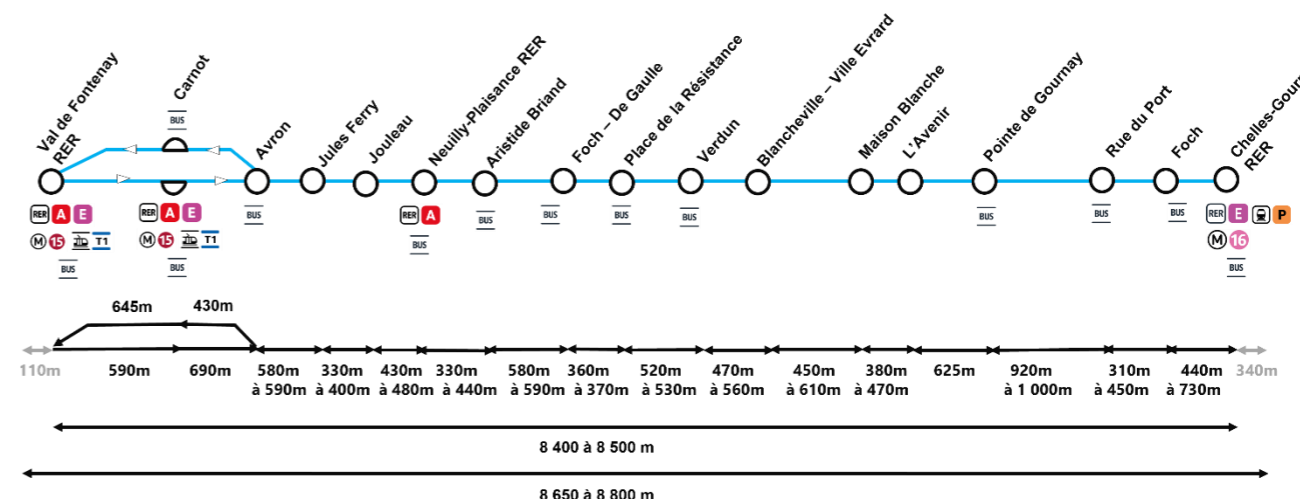 Val de Fontenay
RER
Carnot
Avron
Jules Ferry
Jouleau
Neuilly-Plaisance RER
Aristide Briand
Foch – De Gaulle
Place de la Résistance
Verdun
Blancheville – Ville Evrard
Maison Blanche
L'Avenir
Pointe de Gournay
Rue du Port
Foch
Chelles-Gourn
RER
BUS
RER A E
M 15 T1
BUS
RER A E
M 15 T1
BUS
BUS
RER A
BUS
BUS
BUS
BUS
BUS
BUS
BUS
BUS
RER E P
M 16
BUS
645m 430m
110m 590m 690m 580m 330m 430m 330m 580m 360m 520m 470m 450m 380m 625m 920m 310m 440m 340m
à 590m à 400m à 480m à 440m à 590m à 370m à 530m à 560m à 610m à 470m à 1 000m à 450m à 730m
8 400 à 8 500 m
8 650 à 8 800 m